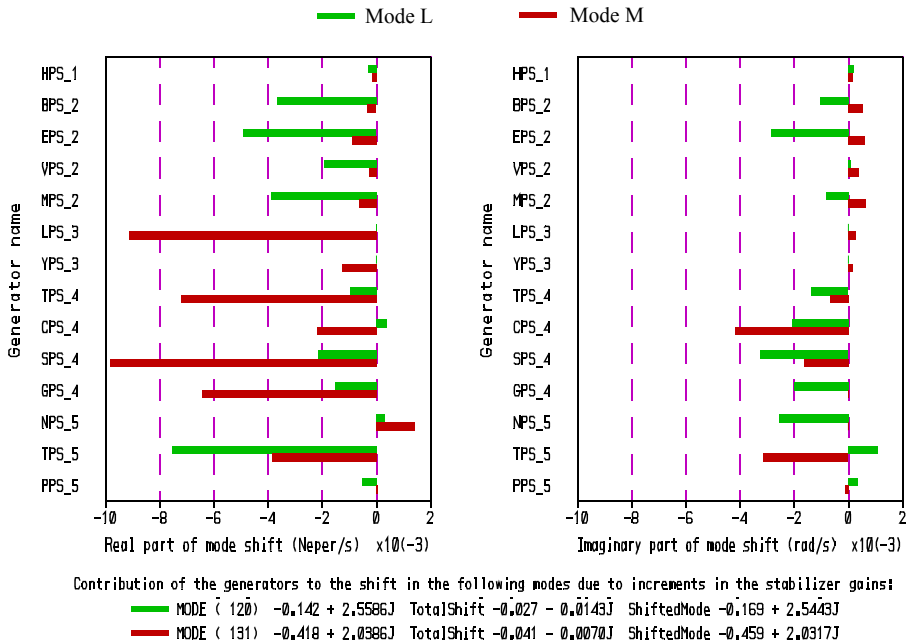 Mode L
Mode M
Generator name
HPS_1
BPS_2
EPS_2
VPS_2
MPS_2
LPS_3
YPS_3
TPS_4
CPS_4
SPS_4
GPS_4
NPS_5
TPS_5
PPS_5
-10 -8 -6 -4 -2 0 2
Real part of mode shift (Neper/s) x10(-3)
Generator name
HPS_1
BPS_2
EPS_2
VPS_2
MPS_2
LPS_3
YPS_3
TPS_4
CPS_4
SPS_4
GPS_4
NPS_5
TPS_5
PPS_5
-10 -8 -6 -4 -2 0 2
Imaginary part of mode shift (rad/s) x10(-3)
Contribution of the generators to the shift in the following modes due to increments in the stabilizer gains:
MODE ( 120) -0.142 + 2.5586J TotalShift -0.027 - 0.0143J ShiftedMode -0.169 + 2.5443J
MODE ( 131) -0.418 + 2.0386J TotalShift -0.041 - 0.0070J ShiftedMode -0.459 + 2.0317J